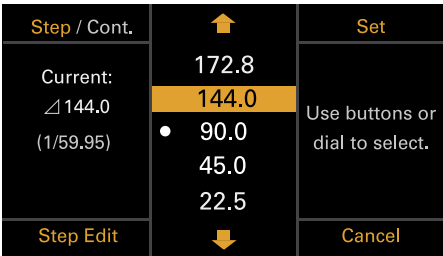 Step / Cont.
Current:
⊿144.0
(1/59.95)
Step Edit
172.8
144.0
90.0
45.0
22.5
Set
Use buttons or
dial to select.
Cancel